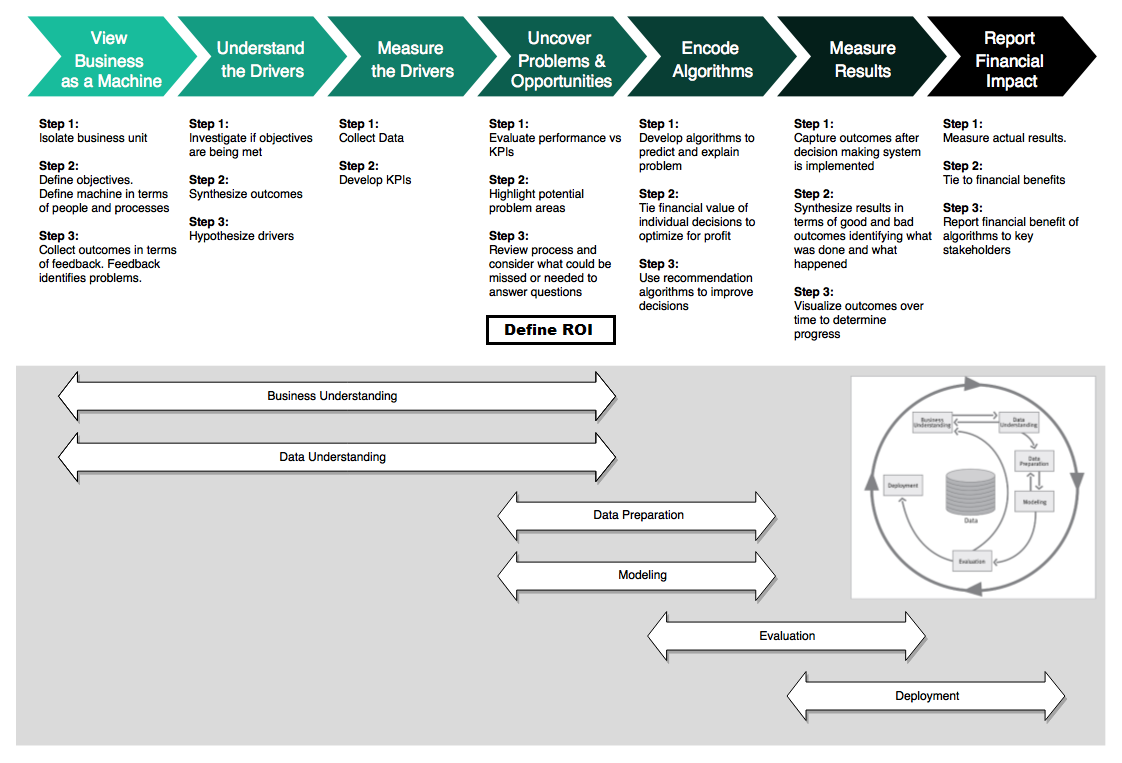 View
Business
as a Machine
Understand
the Drivers
Measure
the Drivers
Uncover
Problems &
Opportunities
Encode
Algorithms
Measure
Results
Report
Financial
Impact
Step 1:
Isolate business unit
Step 2:
Define objectives.
Define machine in terms
of people and processes
Step 3:
Collect outcomes in terms
of feedback. Feedback
identifies problems.
Step 1:
Investigate if objectives
are being met
Step 2:
Synthesize outcomes
Step 3:
Hypothesize drivers
Step 1:
Collect Data
Step 2:
Develop KPIs
Step 1:
Evaluate performance vs
KPIs
Step 2:
Highlight potential
problem areas
Step 3:
Review process and
consider what could be
missed or needed to
answer questions
Define ROI
Step 1:
Develop algorithms to
predict and explain
problem
Step 2:
Tie financial value of
individual decisions to
optimize for profit
Step 3:
Use recommendation
algorithms to improve
decisions
Step 1:
Capture outcomes after
decision making system
is implemented
Step 2:
Synthesize results in
terms of good and bad
outcomes identifying what
was done and what
happened
Step 3:
Visualize outcomes over
time to determine
progress
Step 1:
Measure actual results.
Step 2:
Tie to financial benefits
Step 3:
Report financial benefit of
algorithms to key
stakeholders
Business Understanding
Data Understanding
Data Preparation
Modeling
Evaluation
Deployment
Business
Understanding
Data
Understanding
Data
Preparation
Modeling
Deployment
Data
Evaluation